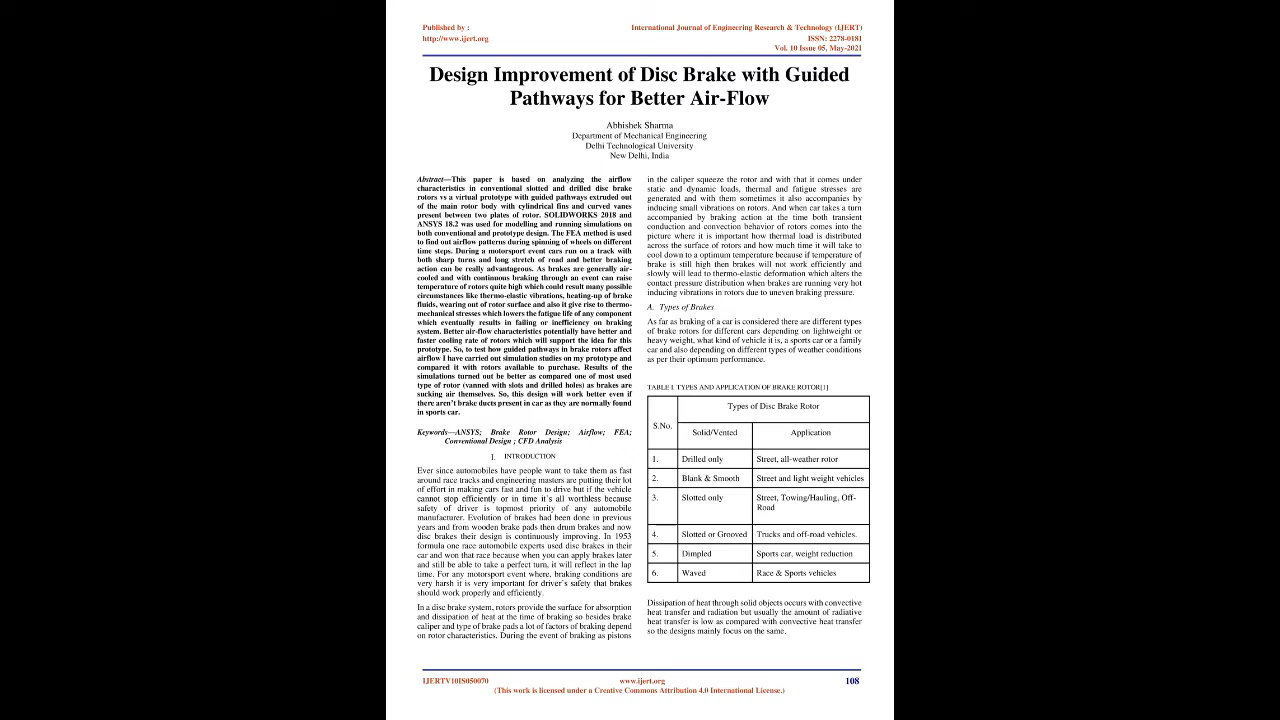 Published by :
http://www.ijert.org
International Journal of Engineering Research & Technology (IJERT)
ISSN: 2278-0181
Vol. 10 Issue 05, May-2021
Design Improvement of Disc Brake with Guided
Pathways for Better Air-Flow
Abhishek Sharma
Department of Mechanical Engineering
Delhi Technological University
New Delhi, India
Abstract—This paper is based on analyzing the airflow
characteristics in conventional slotted and drilled disc brake
rotors vs a virtual prototype with guided pathways extruded out
of the main rotor body with cylindrical fins and curved vanes
present between two plates of rotor. SOLIDWORKS 2018 and
ANSYS 18.2 was used for modelling and running simulations on
both conventional and prototype design. The FEA method is used
to find out airflow patterns during spinning of wheels on different
time steps. During a motorsport event cars run on a track with
both sharp turns and long stretch of road and better braking
action can be really advantageous. As brakes are generally air-
cooled and with continuous braking through an event can raise
temperature of rotors quite high which could result many possible
circumstances like thermo-elastic vibrations, heating-up of brake
fluids, wearing out of rotor surface and also it give rise to thermo-
mechanical stresses which lowers the fatigue life of any component
which eventually results in failing or inefficiency on braking
system. Better air-flow characteristics potentially have better and
faster cooling rate of rotors which will support the idea for this
prototype. So, to test how guided pathways in brake rotors affect
airflow I have carried out simulation studies on my prototype and
compared it with rotors available to purchase. Results of the
simulations turned out be better as compared one of most used
type of rotor (vanned with slots and drilled holes) as brakes are
sucking air themselves. So, this design will work better even if
there aren't brake ducts present in car as they are normally found
in sports car.
Keywords—ANSYS; Brake Rotor Design; Airflow; FEA;
Conventional Design ; CFD Analysis
I. INTRODUCTION
Ever since automobiles have people want to take them as fast
around race tracks and engineering masters are putting their lot
of effort in making cars fast and fun to drive but if the vehicle
cannot stop efficiently or in time it's all worthless because
safety of driver is topmost priority of any automobile
manufacturer. Evolution of brakes had been done in previous
years and from wooden brake pads then drum brakes and now
disc brakes their design is continuously improving. In 1953
formula one race automobile experts used disc brakes in their
car and won that race because when you can apply brakes later
and still be able to take a perfect turn, it will reflect in the lap
time. For any motorsport event where, braking conditions are
very harsh it is very important for driver's safety that brakes
should work properly and efficiently.
In a disc brake system, rotors provide the surface for absorption
and dissipation of heat at the time of braking so besides brake
caliper and type of brake pads a lot of factors of braking depend
on rotor characteristics. During the event of braking as pistons
in the caliper squeeze the rotor and with that it comes under
static and dynamic loads, thermal and fatigue stresses are
generated and with them sometimes it also accompanies by
inducing small vibrations on rotors. And when car takes a turn
accompanied by braking action at the time both transient
conduction and convection behavior of rotors comes into the
picture where it is important how thermal load is distributed
across the surface of rotors and how much time it will take to
cool down to a optimum temperature because if temperature of
brake is still high then brakes will not work efficiently and
slowly will lead to thermo-elastic deformation which alters the
contact pressure distribution when brakes are running very hot
inducing vibrations in rotors due to uneven braking pressure.
A. Types of Brakes
As far as braking of a car is considered there are different types
of brake rotors for different cars depending on lightweight or
heavy weight, what kind of vehicle it is, a sports car or a family
car and also depending on different types of weather conditions
as per their optimum performance.
TABLE I. TYPES AND APPLICATION OF BRAKE ROTOR[1]
S.No. Types of Disc Brake Rotor
Solid/Vented Application
1. Drilled only Street, all-weather rotor
2. Blank & Smooth Street and light weight vehicles
3. Slotted only Street, Towing/Hauling, Off-
Road
4. Slotted or Grooved Trucks and off-road vehicles.
5. Dimpled Sports car, weight reduction
6. Waved Race & Sports vehicles
Dissipation of heat through solid objects occurs with convective
heat transfer and radiation but usually the amount of radiative
heat transfer is low as compared with convective heat transfer
so the designs mainly focus on the same.
IJERTV10IS050070
www.ijert.org
108
(This work is licensed under a Creative Commons Attribution 4.0 International License.)